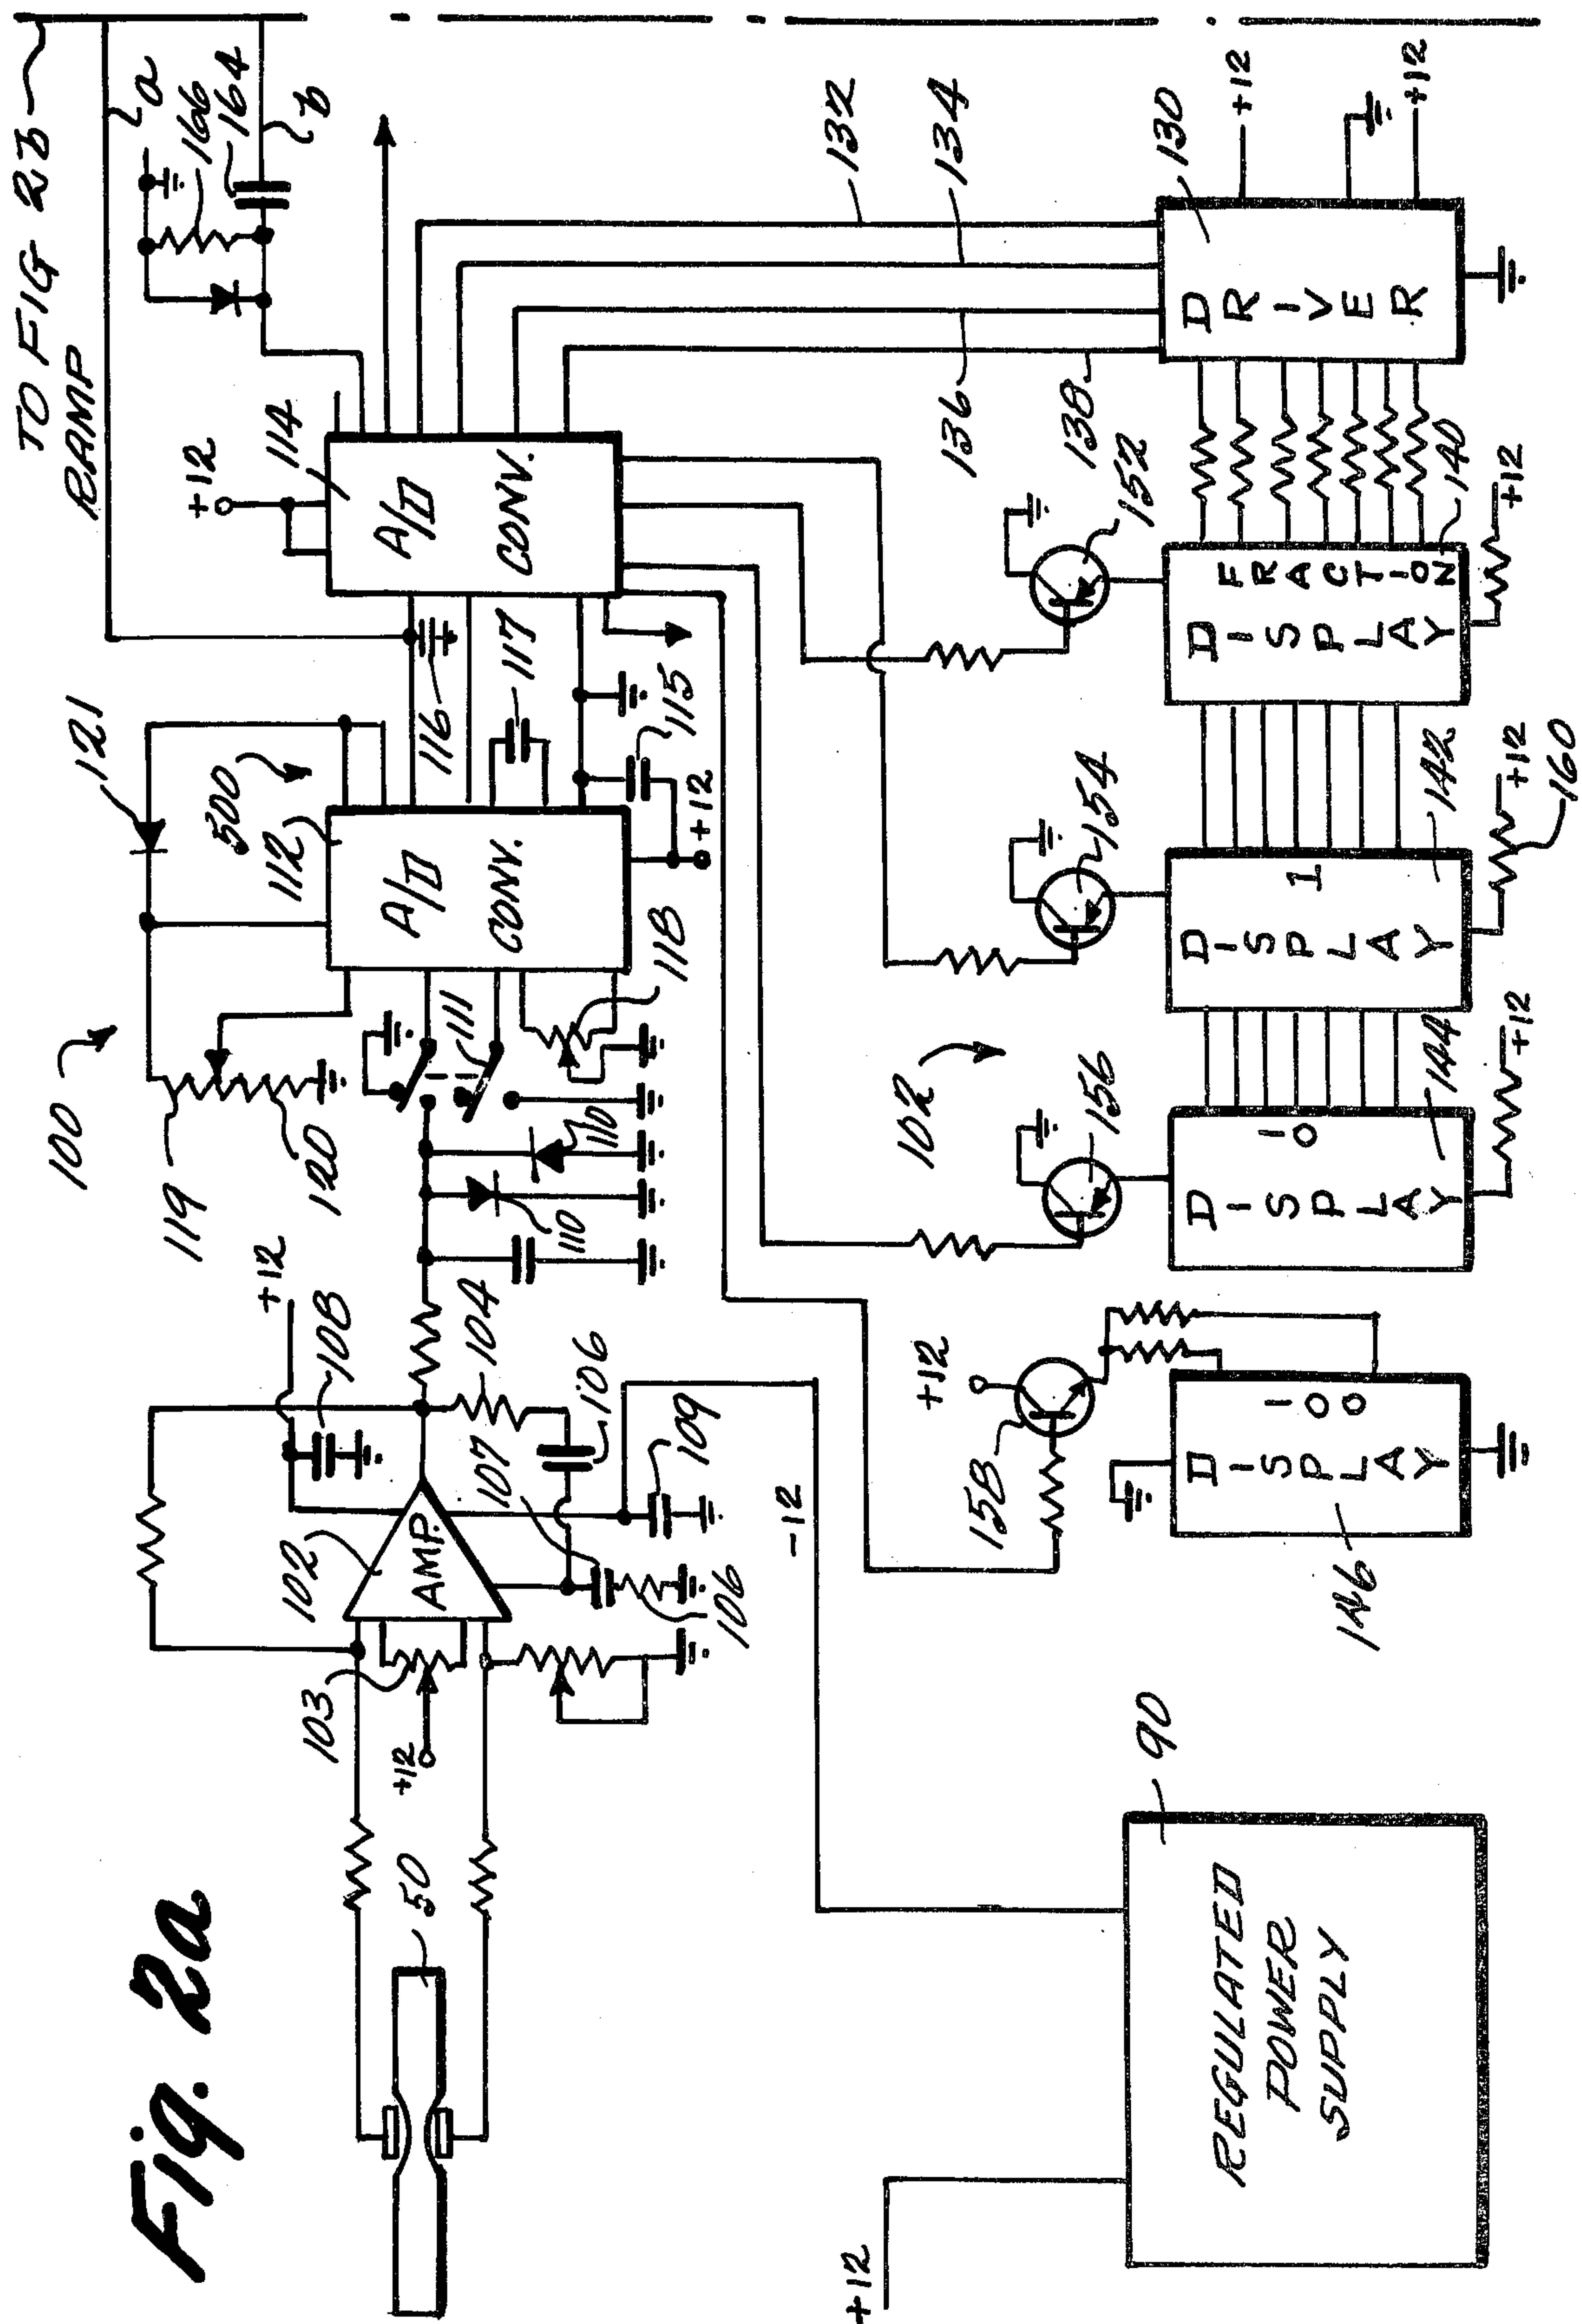 Fig. 2a
TO FIG 2B
RAMP
a
166
164
b
114
+12
A/D
CONV.
116
117
115
121
500
112
A/D
CONV.
+12
118
111
100
119
120
110
110
+12
108
104
106
107
109
102
AMP.
103
+12
106
50
-12
132
134
136
138
130
DRIVER
+12
+12
152
140
DISPLAY
FRACTION
+12
154
142
DISPLAY
1
+12
160
102
156
144
DISPLAY
10
+12
+12
158
146
DISPLAY
100
90
REGULATED
POWER
SUPPLY
+12